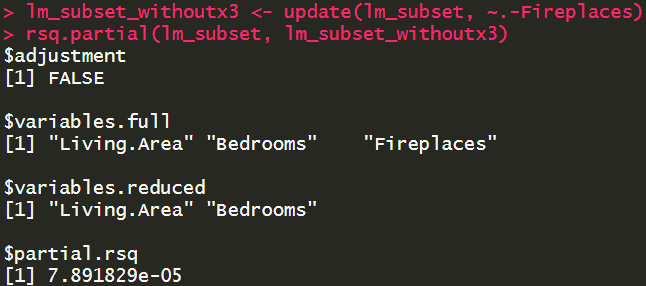 > lm_subset_withoutx3 <- update(lm_subset, ~.-Fireplaces)
> rsq.partial(lm_subset, lm_subset_withoutx3)
$adjustment
[1] FALSE

$variables.full
[1] "Living.Area" "Bedrooms"    "Fireplaces"

$variables.reduced
[1] "Living.Area" "Bedrooms"

$partial.rsq
[1] 7.891829e-05